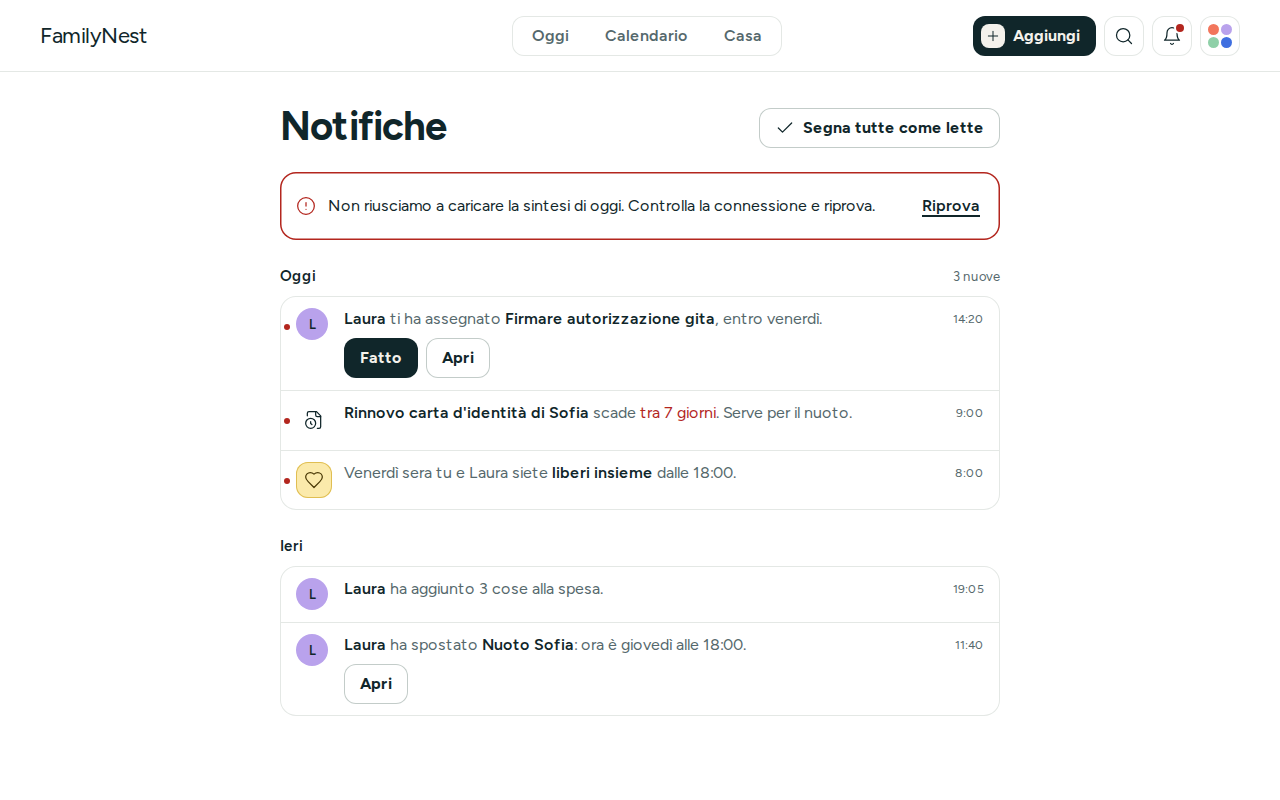 FamilyNest
Oggi
Calendario
Casa
Aggiungi
Notifiche
Segna tutte come lette
Non riusciamo a caricare la sintesi di oggi. Controlla la connessione e riprova.
Riprova
Oggi
3 nuove
L
Laura ti ha assegnato Firmare autorizzazione gita, entro venerdì.
14:20
Fatto
Apri
Rinnovo carta d'identità di Sofia scade tra 7 giorni. Serve per il nuoto.
9:00
Venerdì sera tu e Laura siete liberi insieme dalle 18:00.
8:00
Ieri
L
Laura ha aggiunto 3 cose alla spesa.
19:05
L
Laura ha spostato Nuoto Sofia: ora è giovedì alle 18:00.
11:40
Apri